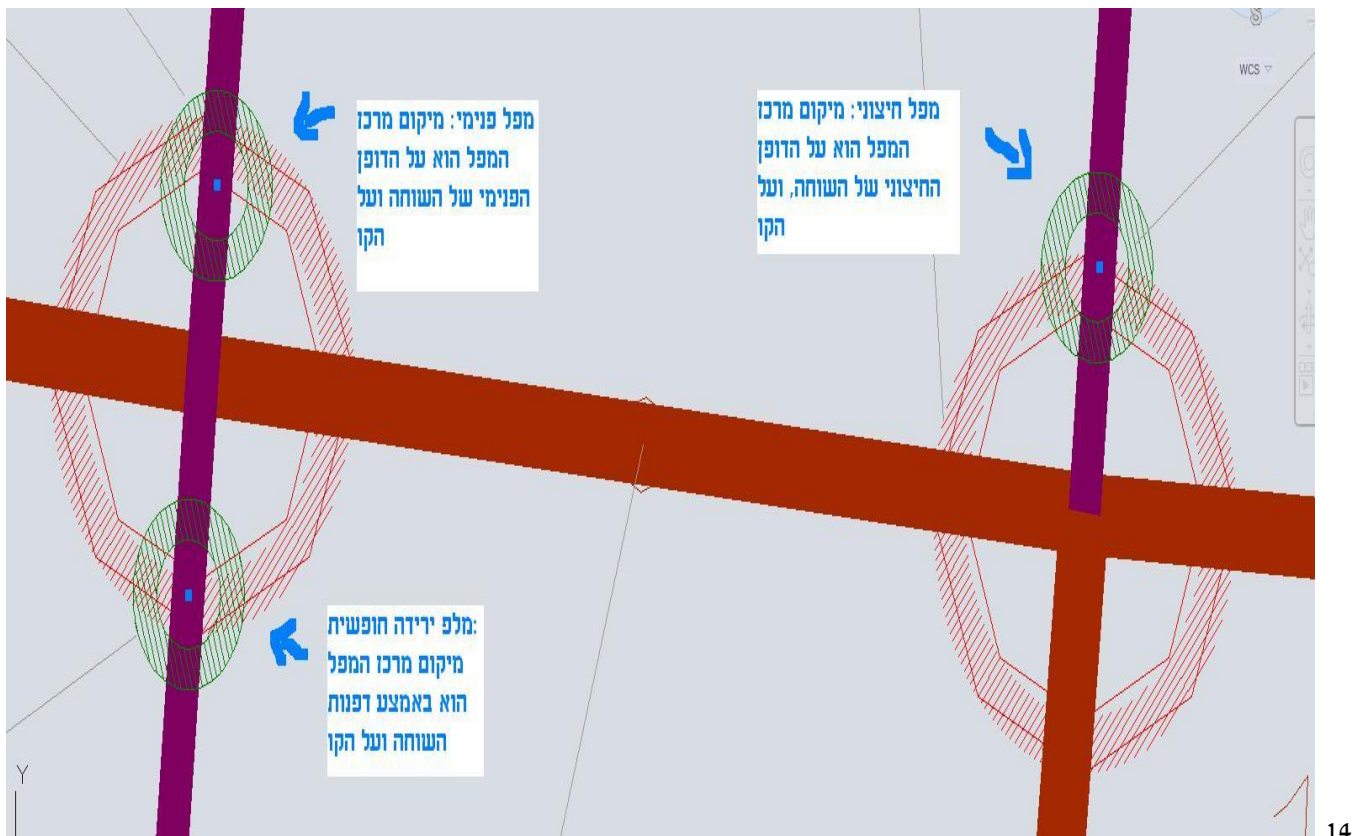 WCS
מפל פנימי: מיקום מרכז
המפל הוא על הדופן
הפנימי של השוחה ועל
הקו
מפל חיצוני: מיקום מרכז
המפל הוא על הדופן
החיצוני של השוחה, ועל
הקו
מלפ ירידה חופשית:
מיקום מרכז המפל
הוא באמצע דפנות
השוחה ועל הקו
Y
14